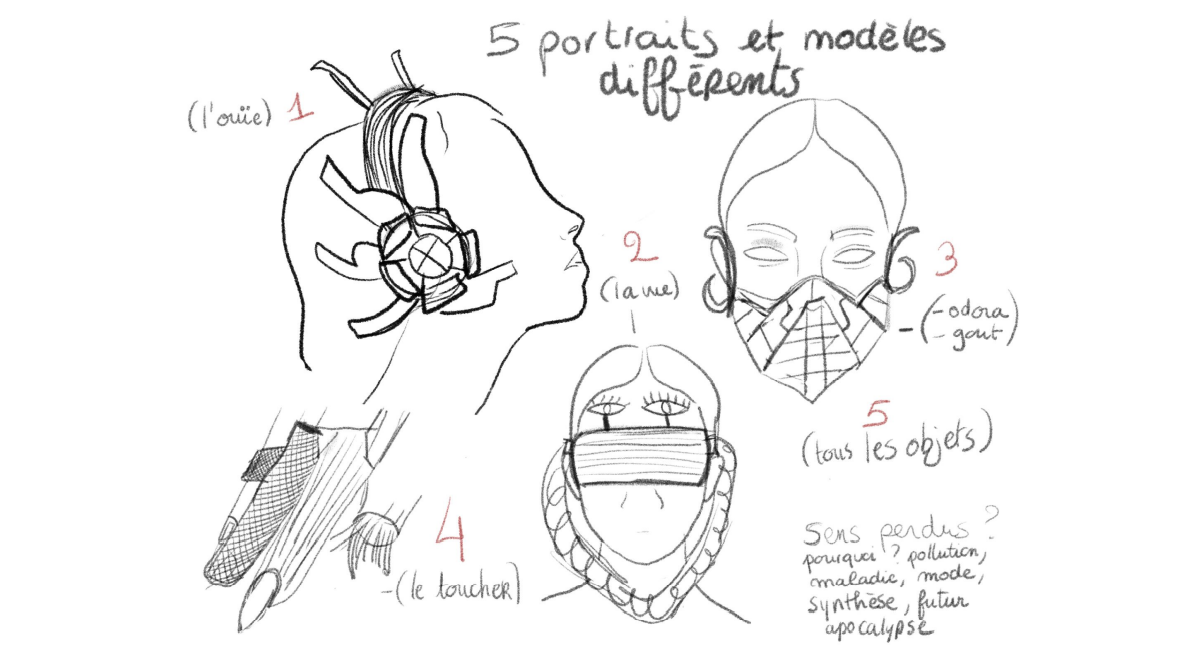 5 portraits et modèles
différents
(l'ouïe) 1
2
(la vue)
3
-(-odora
- gout)
4
-(le toucher)
5
(tous les objets)
Sens perdus ?
pourquoi ? pollution,
maladie, mode,
synthèse, futur
apocalypse